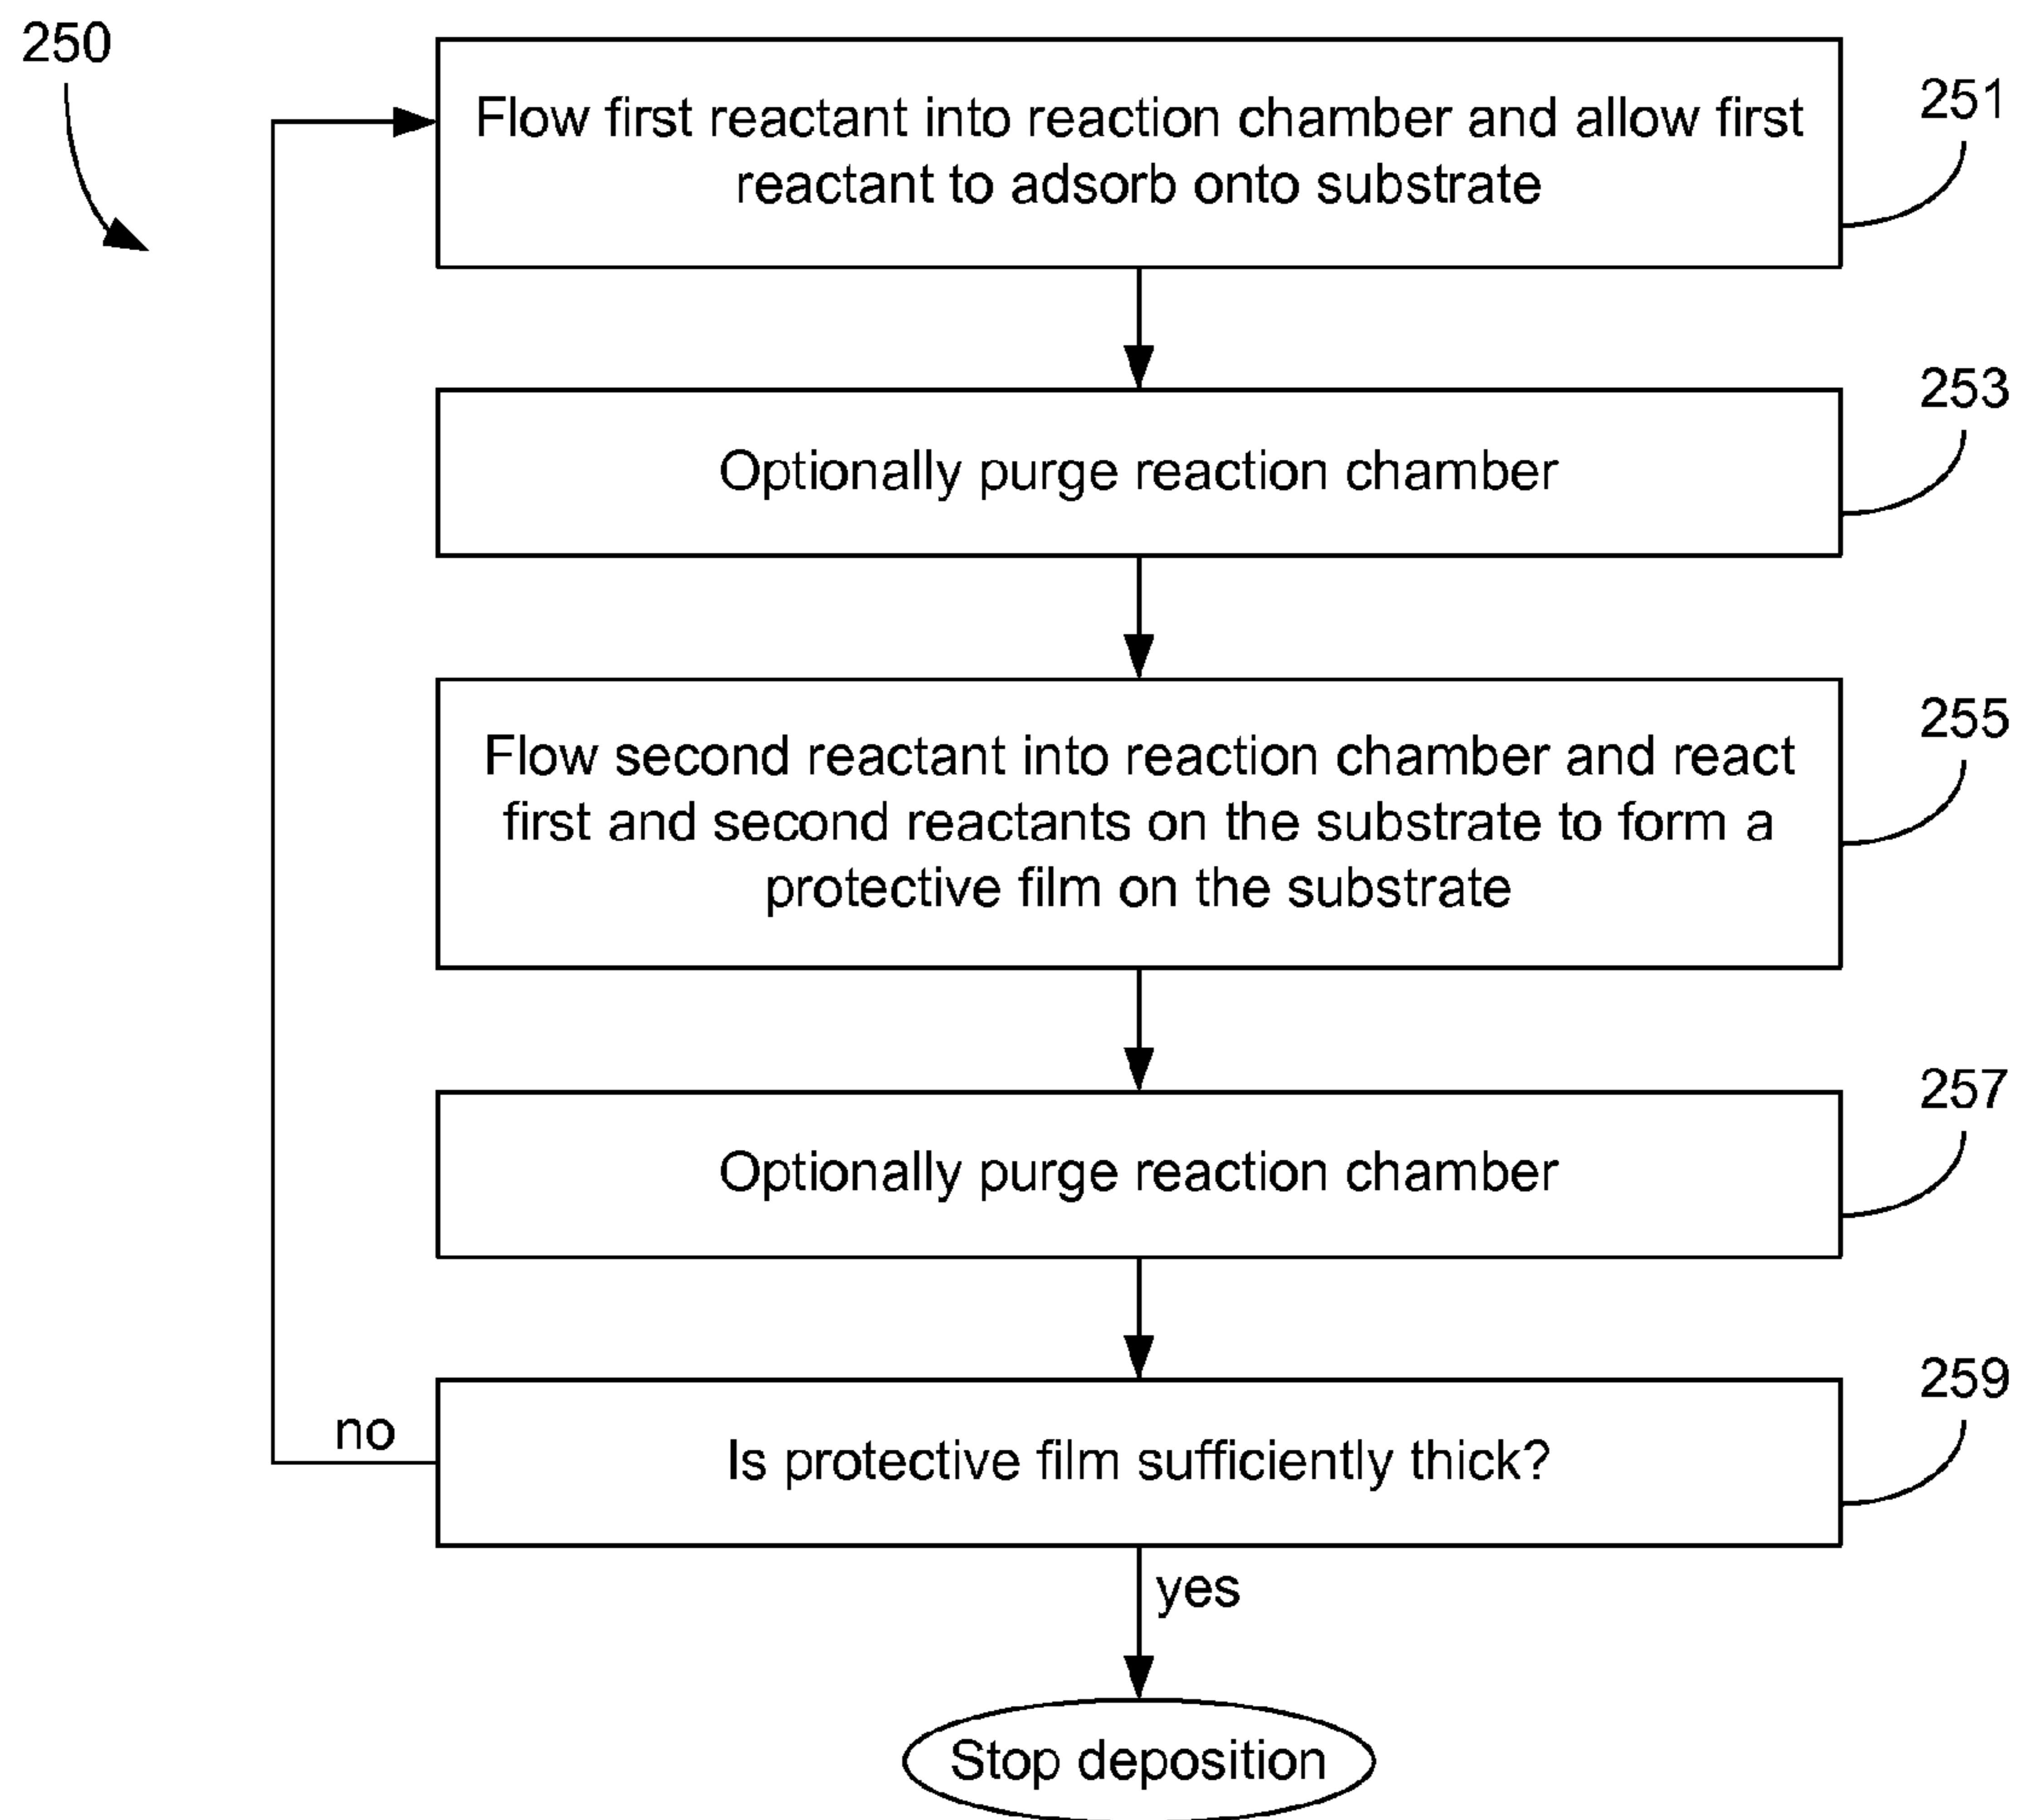 250
Flow first reactant into reaction chamber and allow first
reactant to adsorb onto substrate
251
Optionally purge reaction chamber
253
Flow second reactant into reaction chamber and react
first and second reactants on the substrate to form a
protective film on the substrate
255
Optionally purge reaction chamber
257
Is protective film sufficiently thick?
259
no
yes
Stop deposition